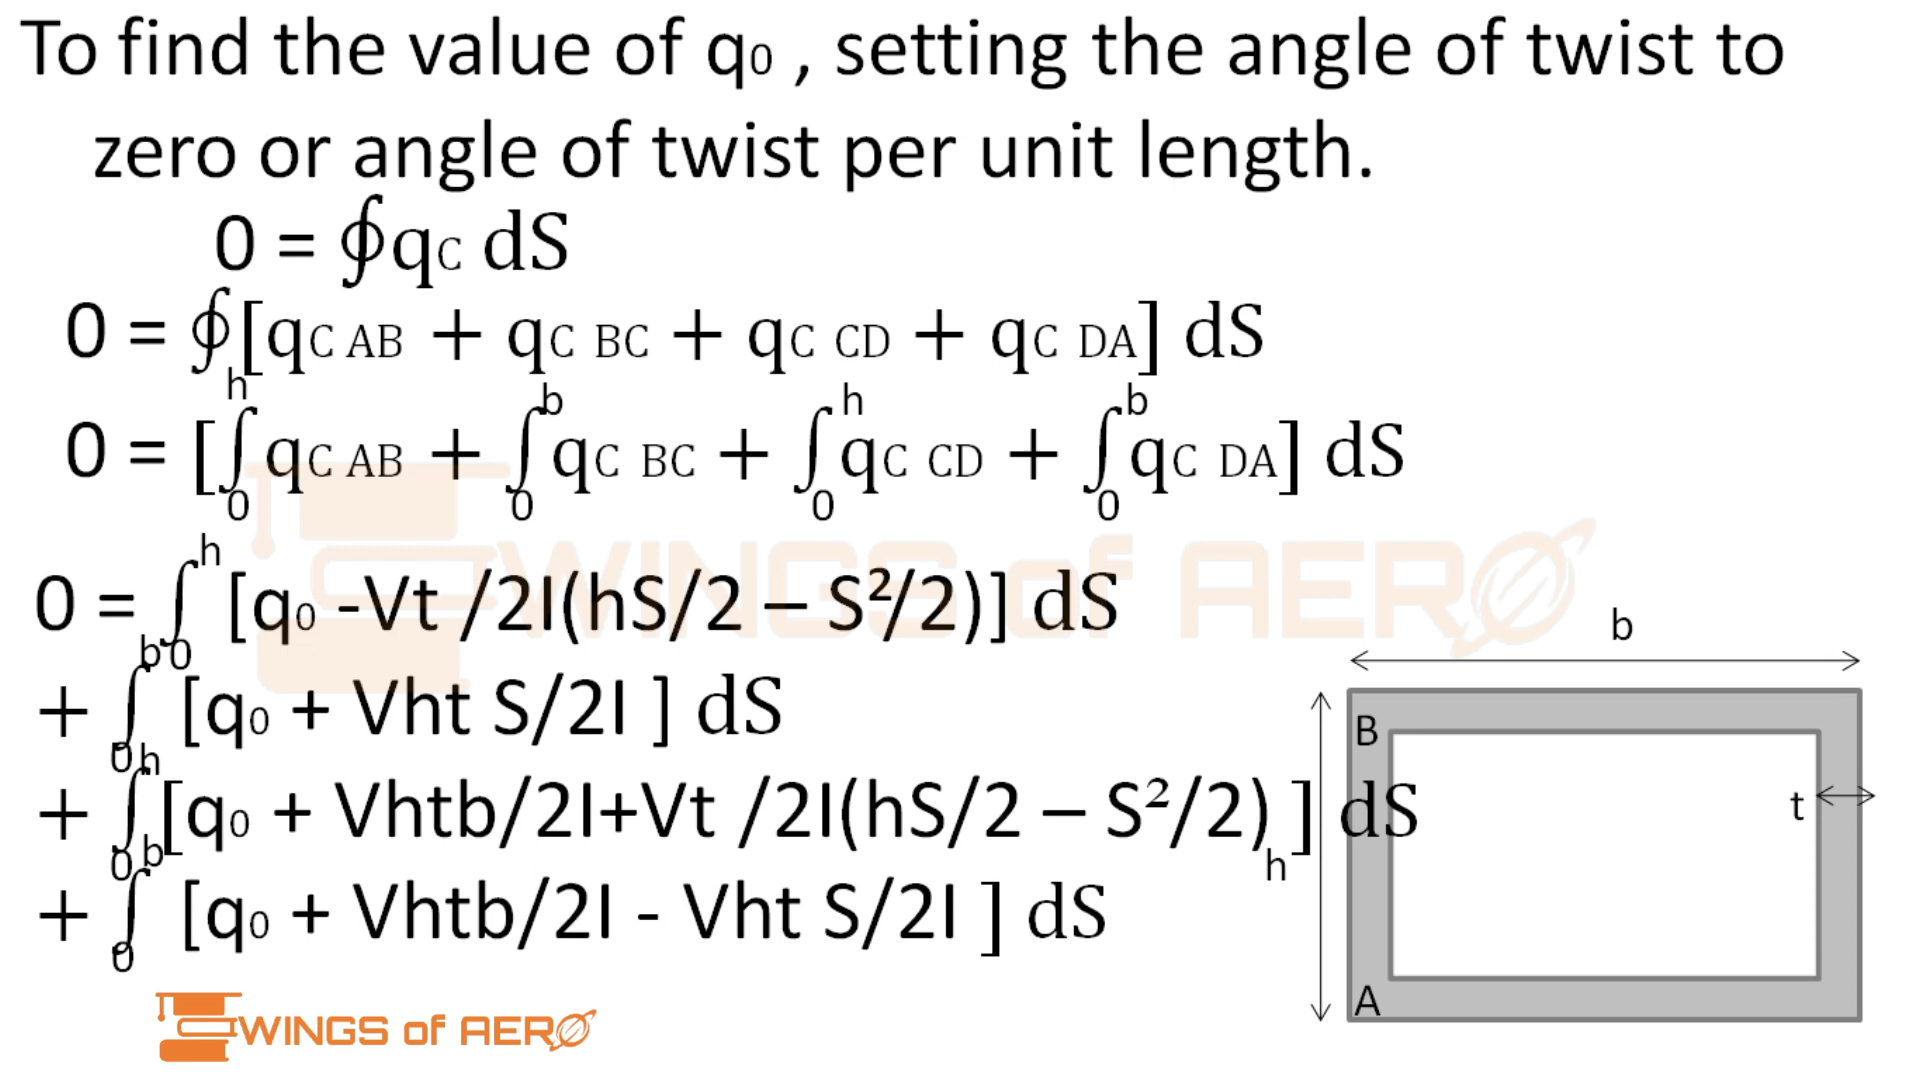 To find the value of q₀ , setting the angle of twist to
zero or angle of twist per unit length.
0 = ∮qC dS
0 = ∮[qC AB + qC BC + qC CD + qC DA] dS
0 = [∫₀ʰ qC AB + ∫₀ᵇ qC BC + ∫₀ʰ qC CD + ∫₀ᵇ qC DA] dS
0 = ∫₀ʰ [q₀ -Vt /2I(hS/2 – S²/2)] dS
+ ∫₀ᵇ [q₀ + Vht S/2I ] dS
+ ∫₀ʰ [q₀ + Vhtb/2I+Vt /2I(hS/2 – S²/2) ] dS
+ ∫₀ᵇ [q₀ + Vhtb/2I - Vht S/2I ] dS
b
B
t
h
A
WINGS of AERO
WINGS of AERO